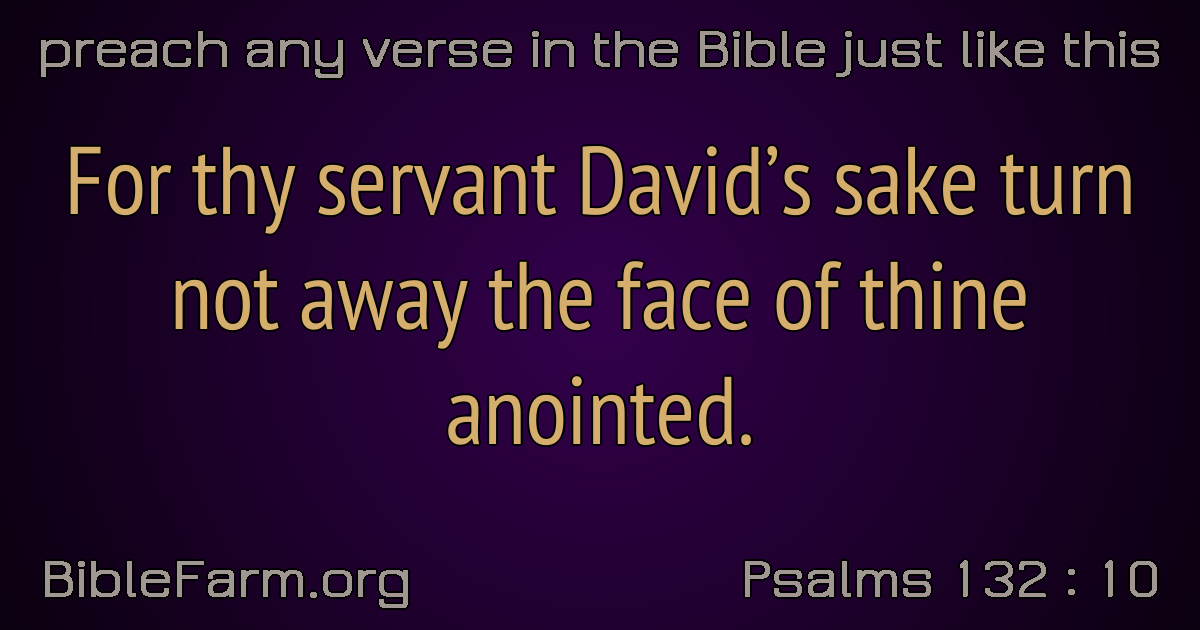 preach any verse in the Bible just like this
For thy servant David’s sake turn
not away the face of thine
anointed.
BibleFarm.org
Psalms 132 : 10